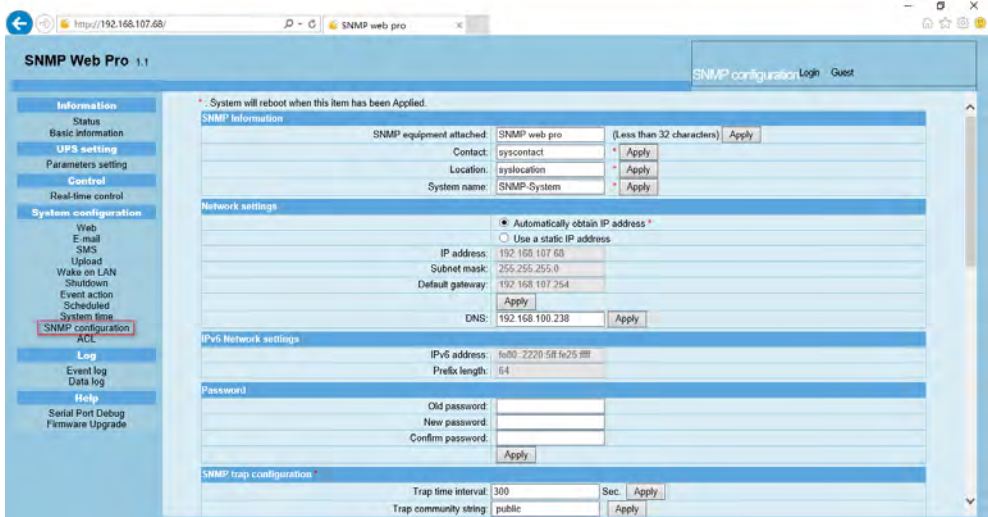 http://192.168.107.68/
SNMP web pro
SNMP Web Pro 1.1
SNMP configuration Login Guest
Information
Status
Basic information
UPS setting
Parameters setting
Control
Real-time control
System configuration
Web
E-mail
SMS
Upload
Wake on LAN
Shutdown
Event action
Scheduled
System time
SNMP configuration
ACL
Log
Event log
Data log
Help
Serial Port Debug
Firmware Upgrade
* : System will reboot when this item has been Applied.
SNMP Information
SNMP equipment attached: SNMP web pro (Less than 32 characters) Apply
Contact: syscontact * Apply
Location: syslocation * Apply
System name: SNMP-System * Apply
Network settings
Automatically obtain IP address *
Use a static IP address
IP address: 192.168.107.68
Subnet mask: 255.255.255.0
Default gateway: 192.168.107.254
Apply
DNS: 192.168.100.238 Apply
IPv6 Network settings
IPv6 address:
Prefix length: 64
Password
Old password:
New password:
Confirm password:
Apply
SNMP trap configuration *
Trap time interval: 300 Sec. Apply
Trap community string: public Apply